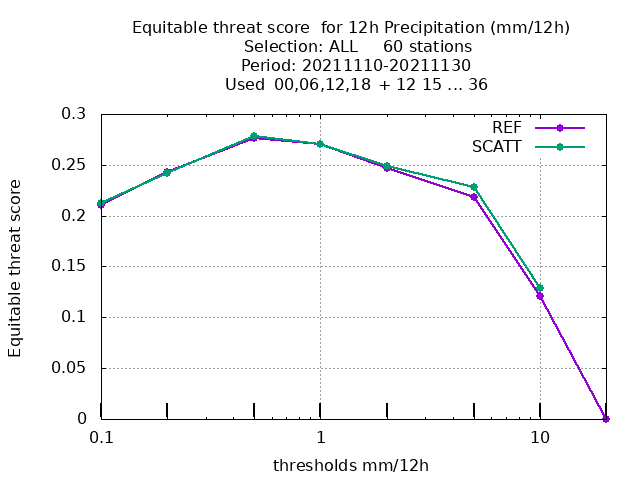 Equitable threat score  for 12h Precipitation (mm/12h)
Selection: ALL     60 stations
Period: 20211110-20211130
Used  00,06,12,18  + 12 15 ... 36
REF
SCATT
0.3
0.25
0.2
0.15
0.1
0.05
0
Equitable threat score
0.1 1 10
thresholds mm/12h